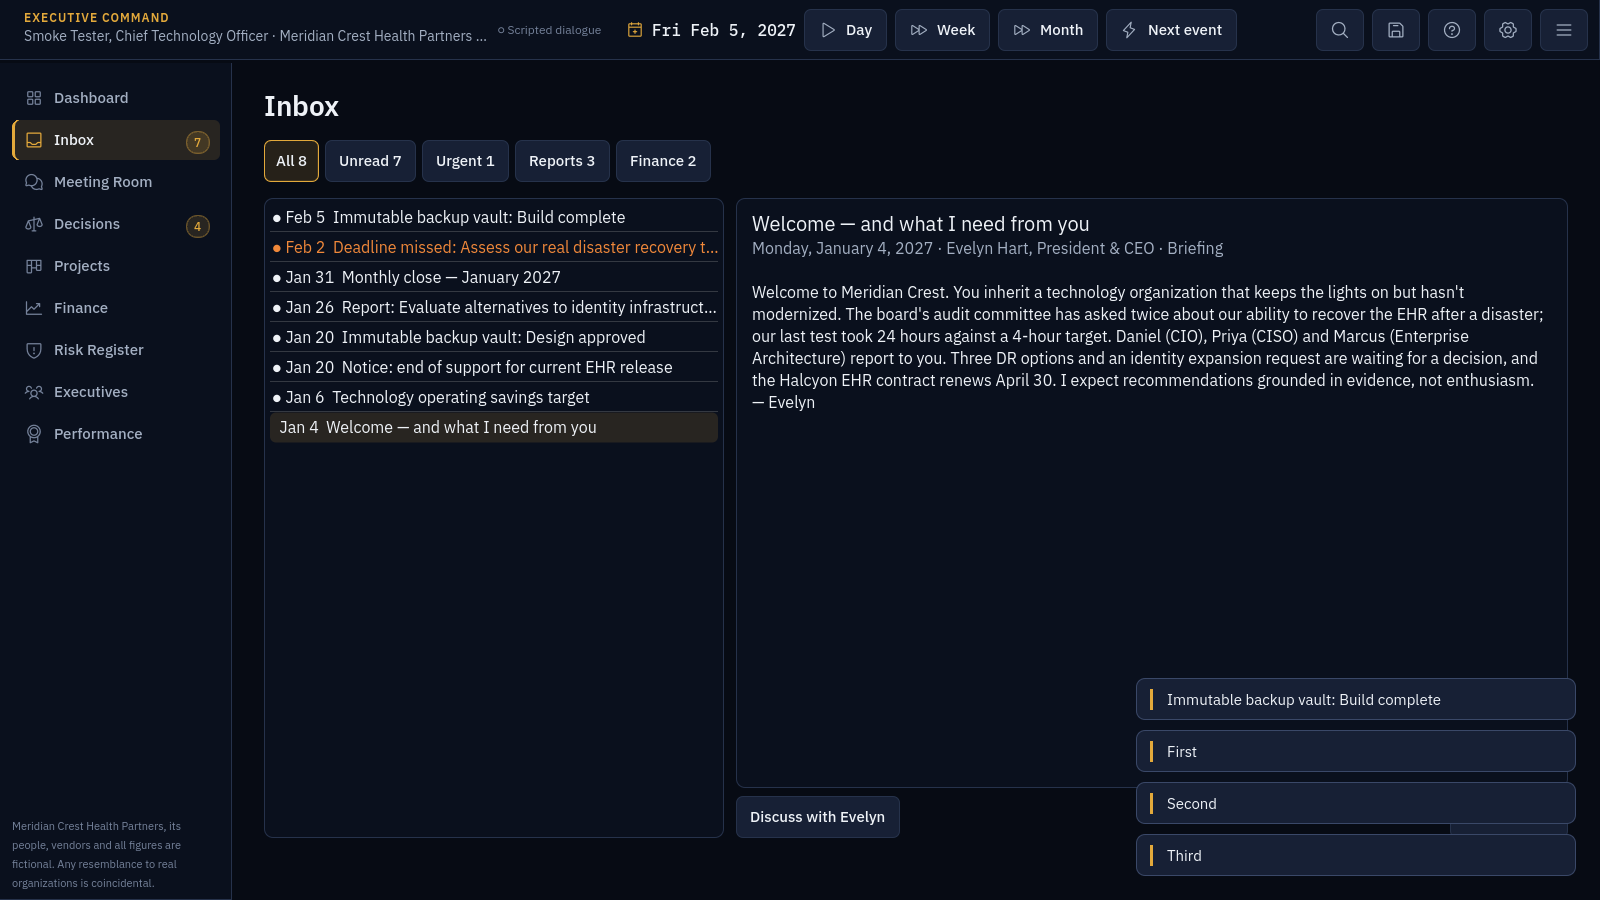 EXECUTIVE COMMAND
Smoke Tester, Chief Technology Officer · Meridian Crest Health Partners ...
Scripted dialogue
Fri Feb 5, 2027
Day
Week
Month
Next event
Dashboard
Inbox
7
Meeting Room
Decisions
4
Projects
Finance
Risk Register
Executives
Performance
Meridian Crest Health Partners, its
people, vendors and all figures are
fictional. Any resemblance to real
organizations is coincidental.
Inbox
All 8
Unread 7
Urgent 1
Reports 3
Finance 2
● Feb 5 Immutable backup vault: Build complete
● Feb 2 Deadline missed: Assess our real disaster recovery t...
● Jan 31 Monthly close — January 2027
● Jan 26 Report: Evaluate alternatives to identity infrastruct...
● Jan 20 Immutable backup vault: Design approved
● Jan 20 Notice: end of support for current EHR release
● Jan 6 Technology operating savings target
Jan 4 Welcome — and what I need from you
Welcome — and what I need from you
Monday, January 4, 2027 · Evelyn Hart, President & CEO · Briefing
Welcome to Meridian Crest. You inherit a technology organization that keeps the lights on but hasn't
modernized. The board's audit committee has asked twice about our ability to recover the EHR after a disaster;
our last test took 24 hours against a 4-hour target. Daniel (CIO), Priya (CISO) and Marcus (Enterprise
Architecture) report to you. Three DR options and an identity expansion request are waiting for a decision, and
the Halcyon EHR contract renews April 30. I expect recommendations grounded in evidence, not enthusiasm.
— Evelyn
Discuss with Evelyn
Immutable backup vault: Build complete
First
Second
Third